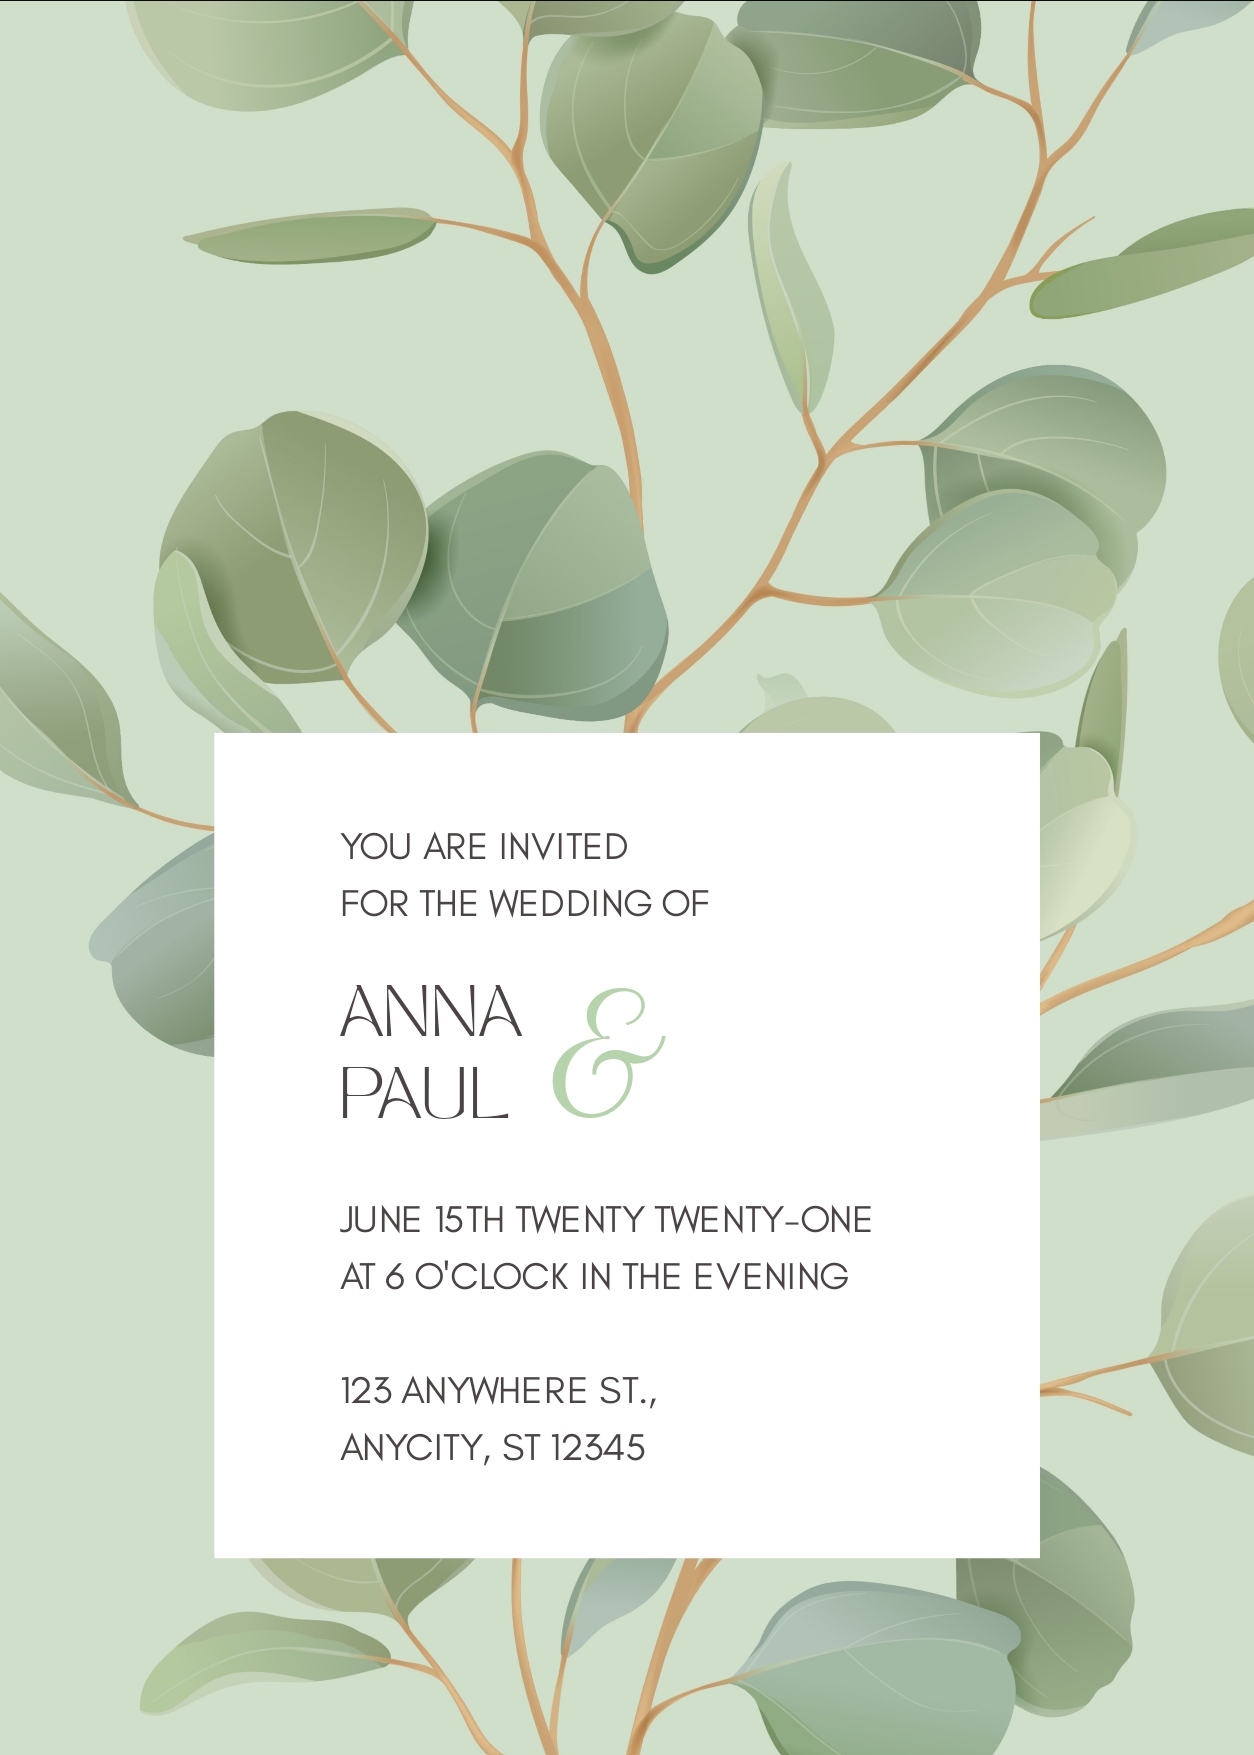 YOU ARE INVITED
FOR THE WEDDING OF
ANNA &
PAUL
JUNE 15TH TWENTY TWENTY-ONE
AT 6 O'CLOCK IN THE EVENING
123 ANYWHERE ST.,
ANYCITY, ST 12345